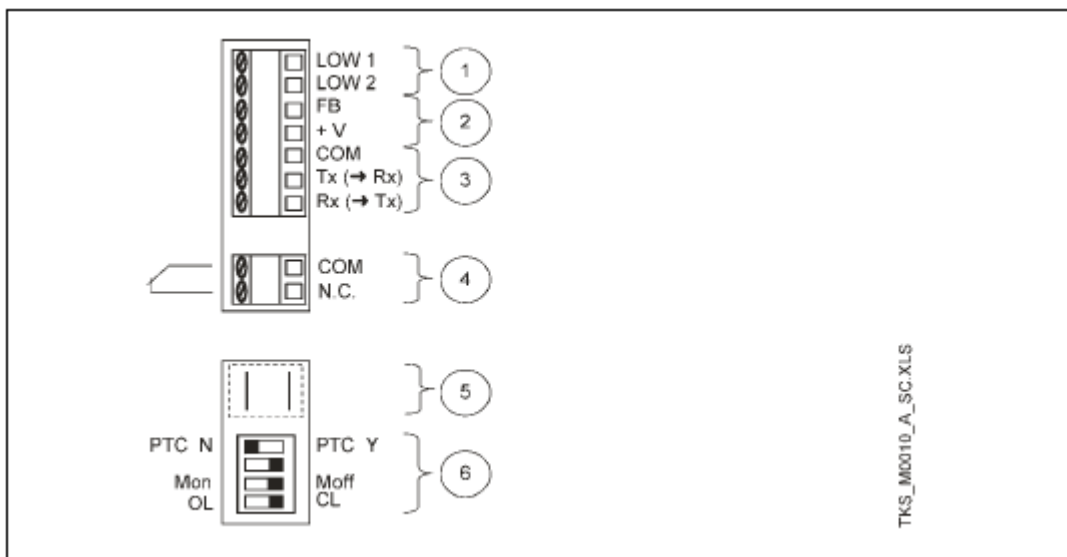 LOW 1
LOW 2
1
FB
+ V
2
COM
Tx (➔ Rx)
Rx (➔ Tx)
3
COM
N.C.
4
5
PTC N
PTC Y
Mon
Moff
OL
CL
6
TKS_M0010_A_SC.XLS